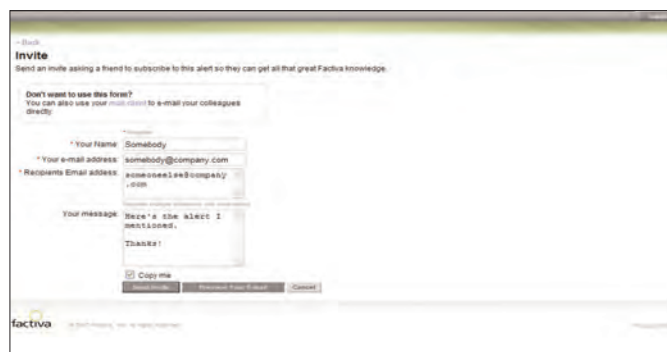 Back
Invite
Send an invite asking a friend to subscribe to this alert so they can get all that great Factiva knowledge.
Don't want to use this form?
You can also use your mail client to e-mail your colleagues
directly.
* Your Name Somebody
* Your e-mail address somebody@company.com
* Recipients Email address someoneelse@company
.com
Your message Here's the alert I
mentioned.
Thanks!
Copy me
Send Invite Preview Your E-mail Cancel
factiva